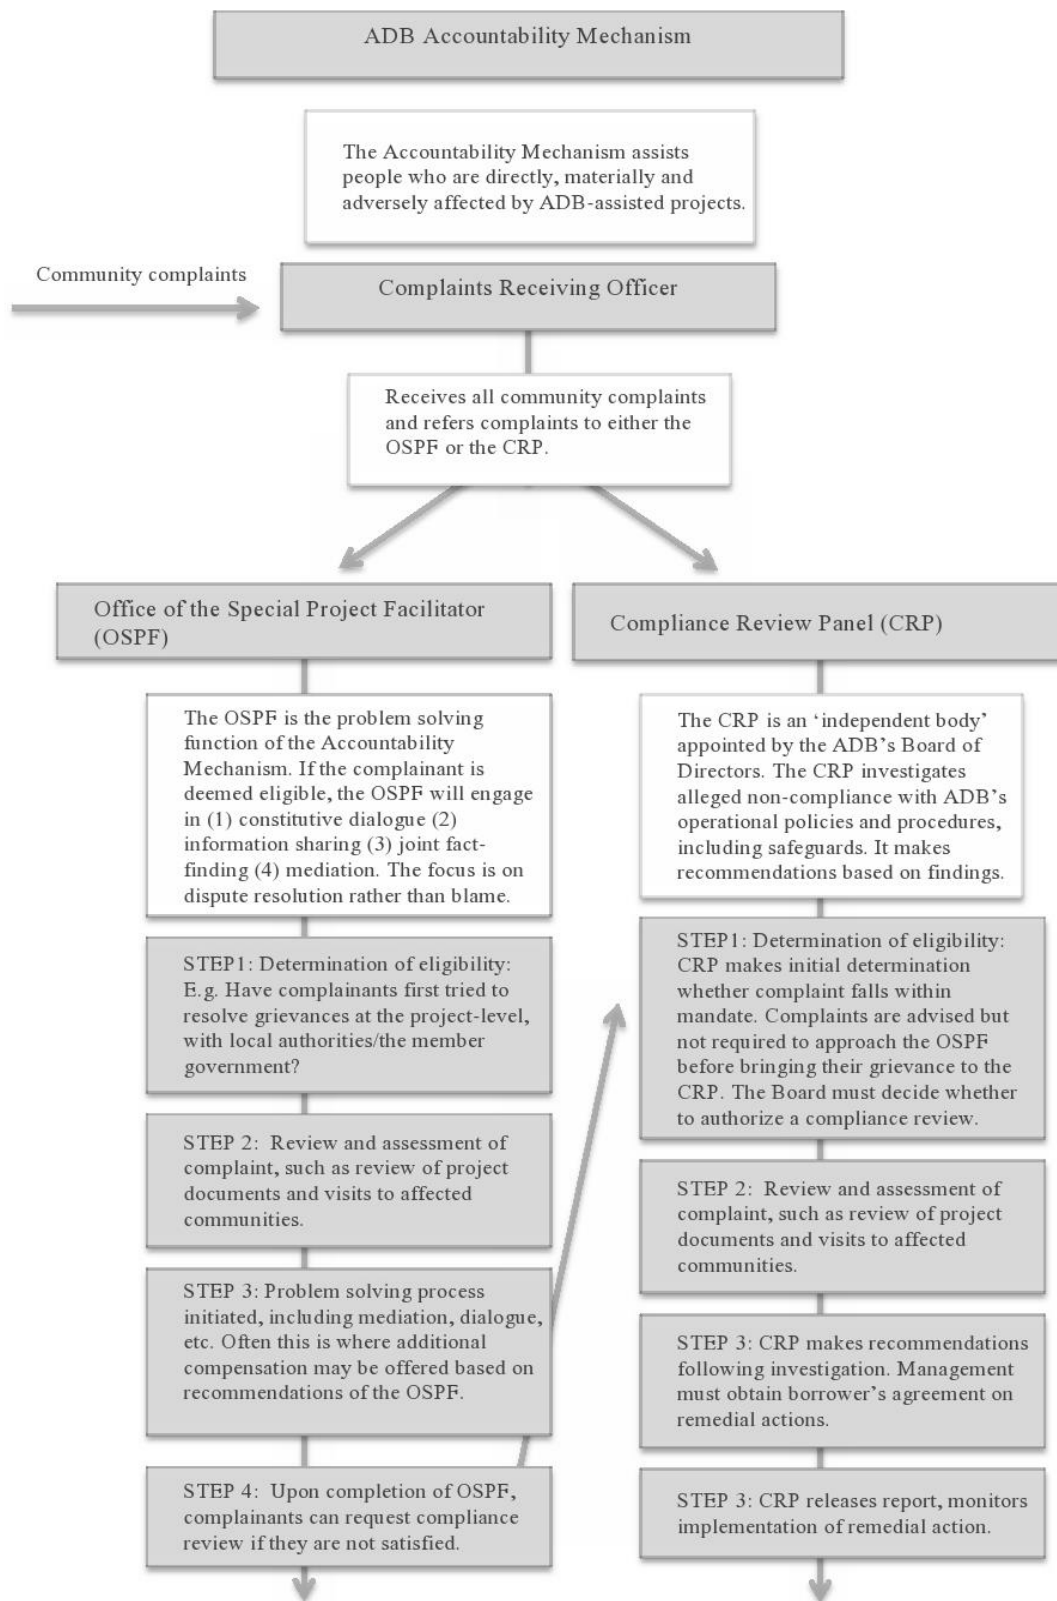 ADB Accountability Mechanism
The Accountability Mechanism assists
people who are directly, materially and
adversely affected by ADB-assisted projects.
Community complaints
Complaints Receiving Officer
Receives all community complaints
and refers complaints to either the
OSPF or the CRP.
Office of the Special Project Facilitator
(OSPF)
The OSPF is the problem solving
function of the Accountability
Mechanism. If the complainant is
deemed eligible, the OSPF will engage
in (1) constitutive dialogue (2)
information sharing (3) joint fact-
finding (4) mediation. The focus is on
dispute resolution rather than blame.
STEP1: Determination of eligibility:
E.g. Have complainants first tried to
resolve grievances at the project-level,
with local authorities/the member
government?
STEP 2:  Review and assessment of
complaint, such as review of project
documents and visits to affected
communities.
STEP 3: Problem solving process
initiated, including mediation, dialogue,
etc. Often this is where additional
compensation may be offered based on
recommendations of the OSPF.
STEP 4:  Upon completion of OSPF,
complainants can request compliance
review if they are not satisfied.
Compliance Review Panel (CRP)
The CRP is an ‘independent body’
appointed by the ADB’s Board of
Directors. The CRP investigates
alleged non-compliance with ADB’s
operational policies and procedures,
including safeguards. It makes
recommendations based on findings.
STEP1: Determination of eligibility:
CRP makes initial determination
whether complaint falls within
mandate. Complaints are advised but
not required to approach the OSPF
before bringing their grievance to the
CRP. The Board must decide whether
to authorize a compliance review.
STEP 2:  Review and assessment of
complaint, such as review of project
documents and visits to affected
communities.
STEP 3: CRP makes recommendations
following investigation. Management
must obtain borrower’s agreement on
remedial actions.
STEP 3: CRP releases report, monitors
implementation of remedial action.